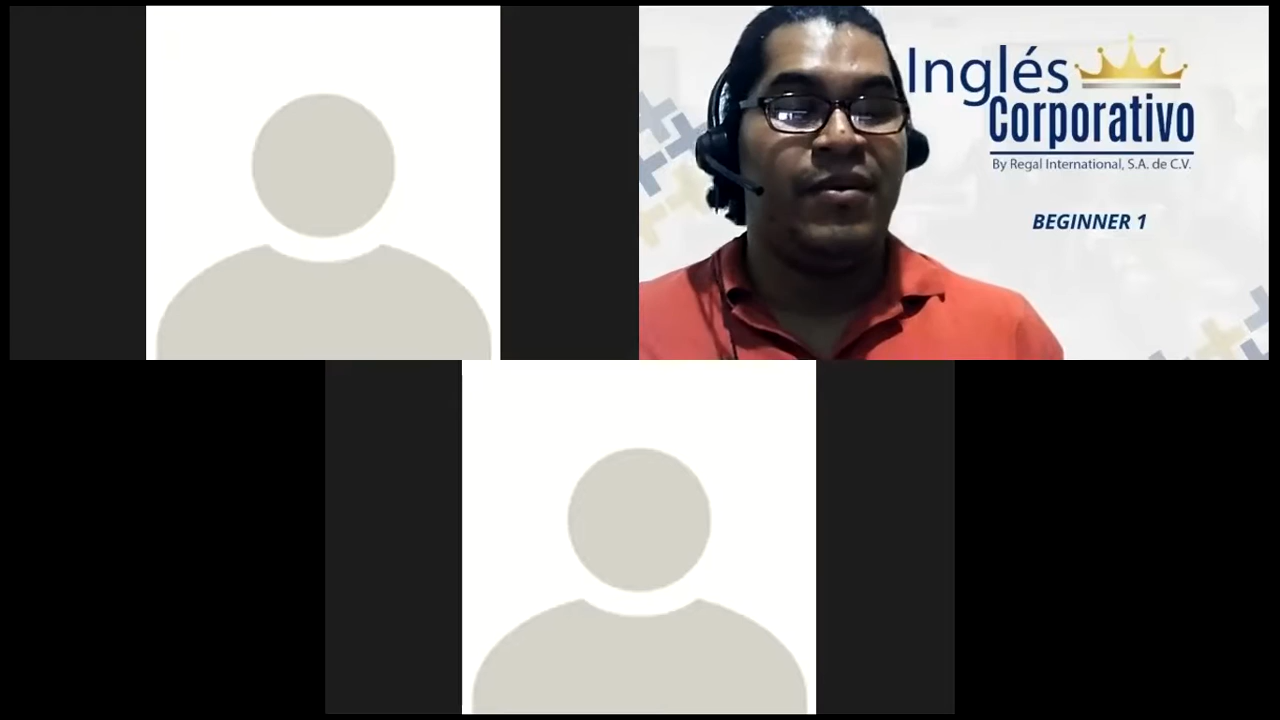 Inglés
Corporativo
By Regal International, S.A. de C.V.
BEGINNER 1